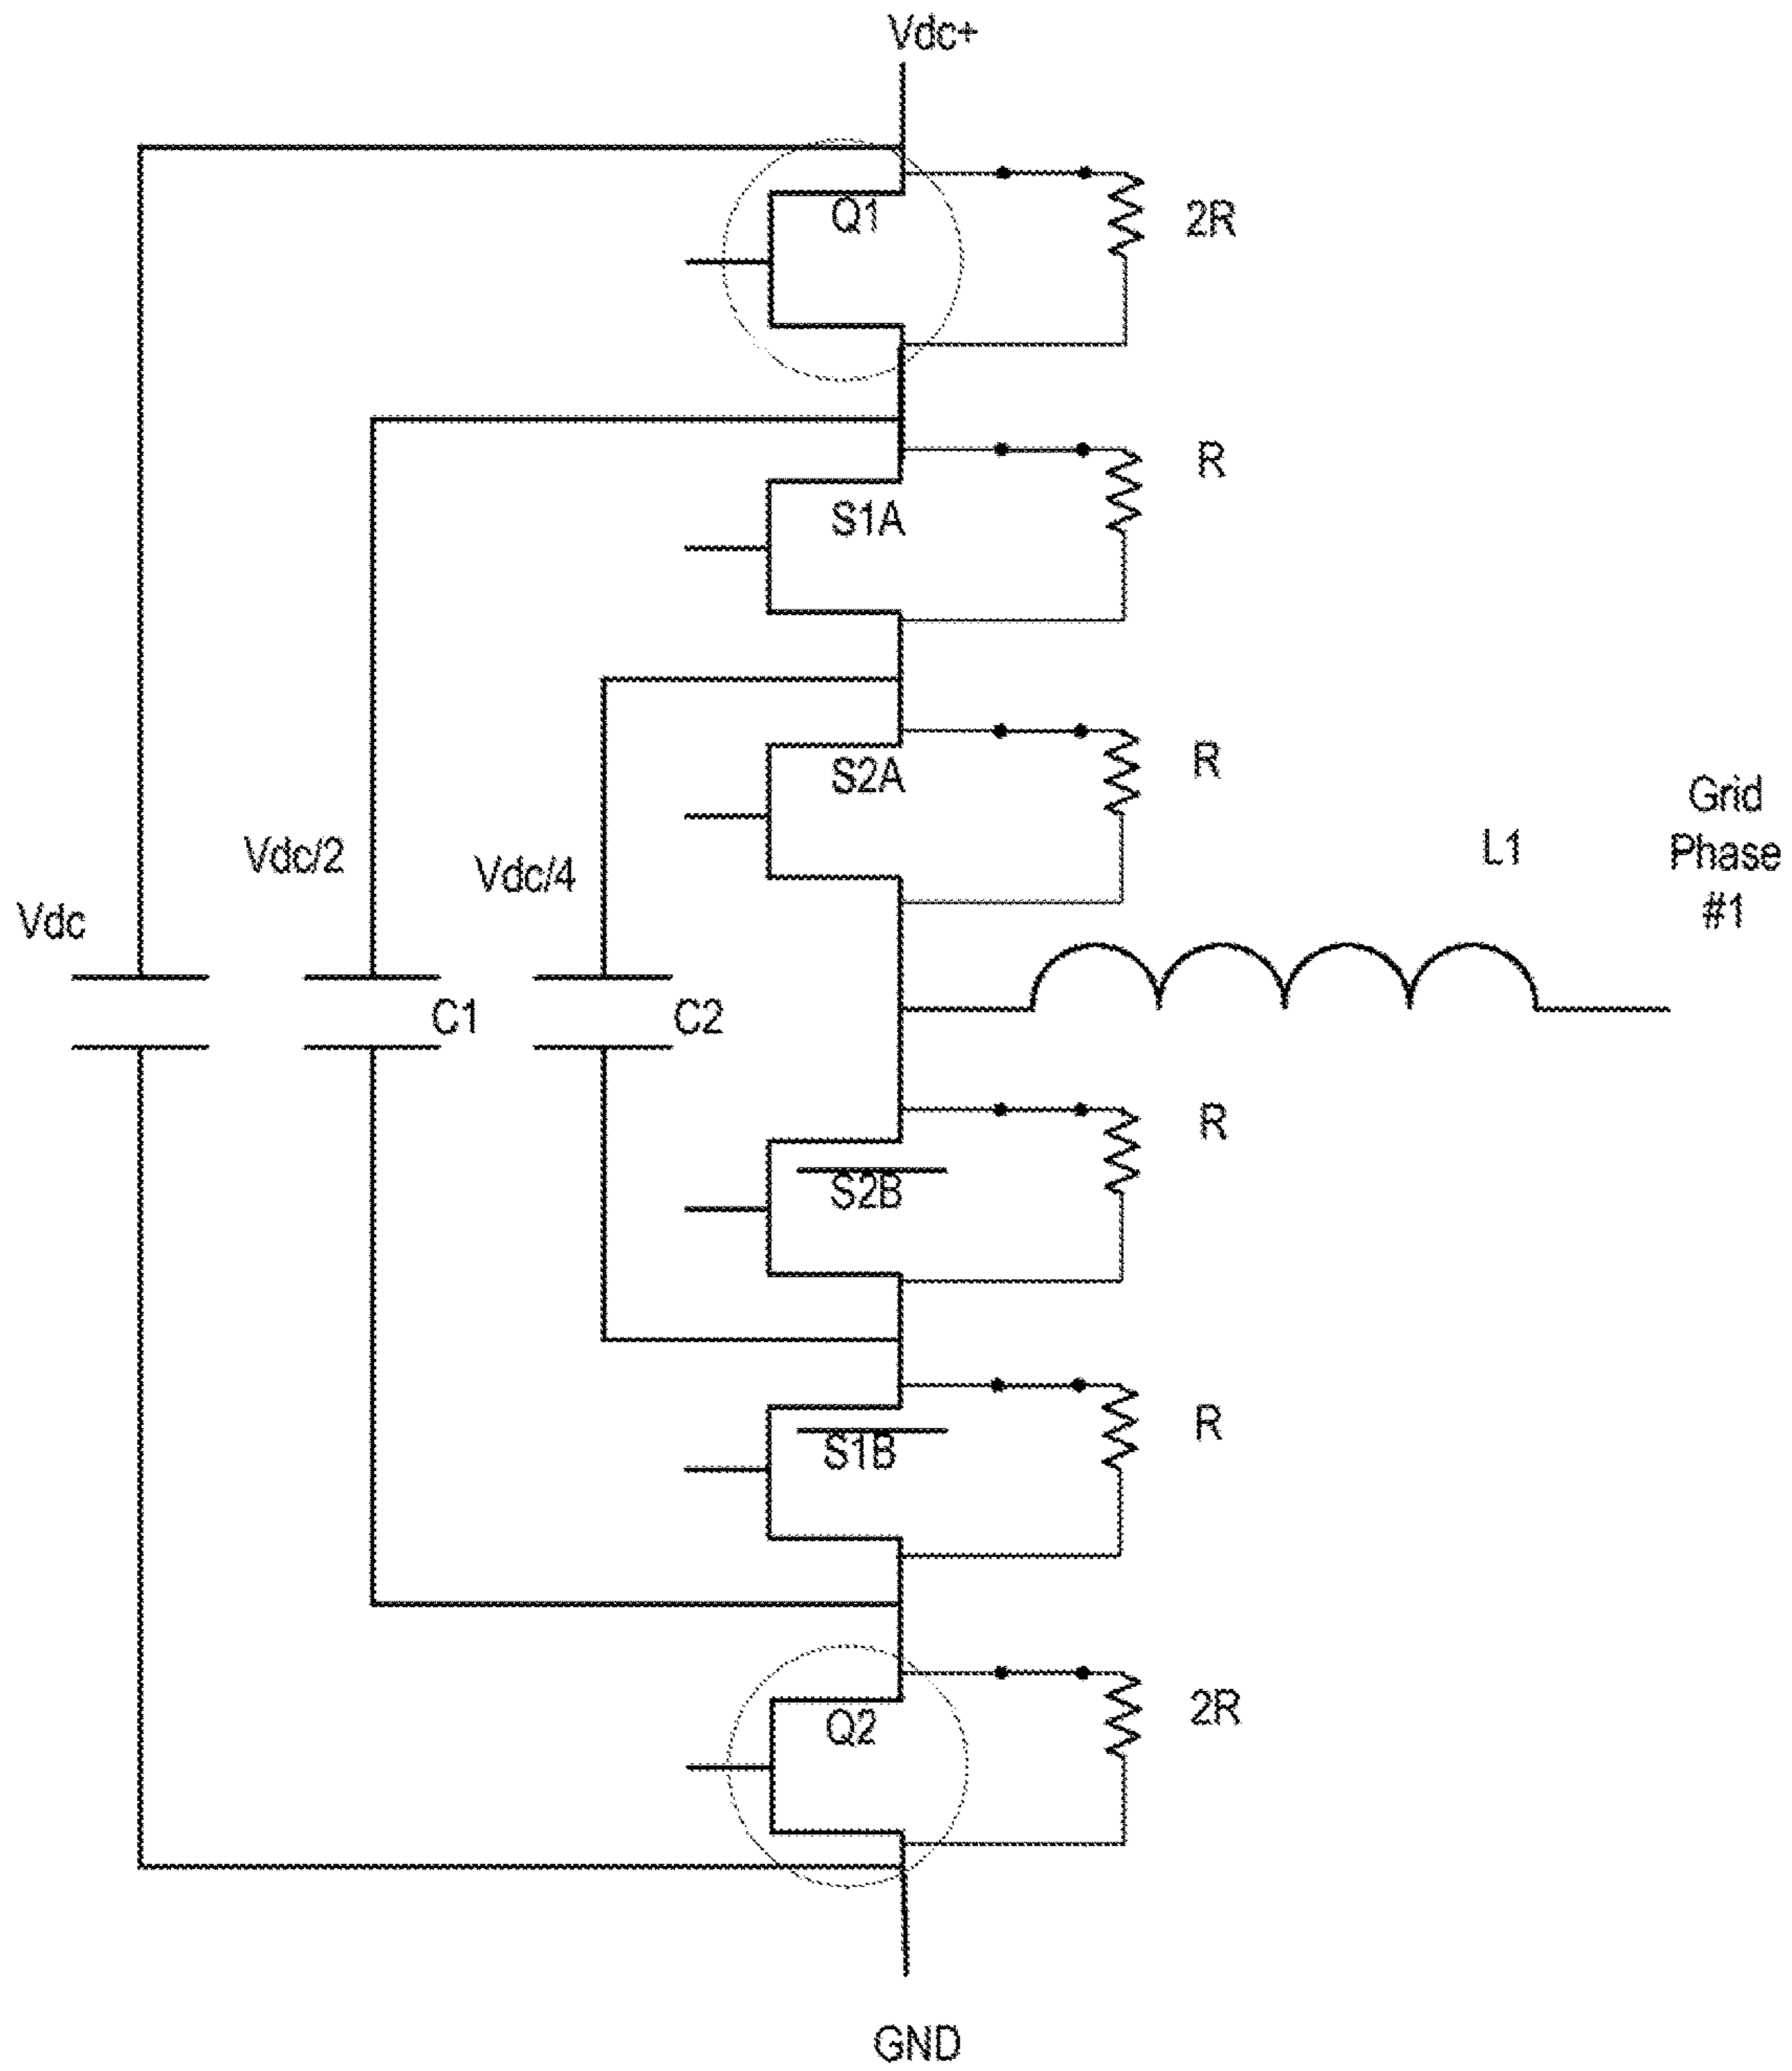 Vdc+
Q1
2R
R
S1A
R
S2A
Grid
Phase
#1
L1
Vdc/2
Vdc/4
Vdc
C1
C2
R
S2B
R
S1B
2R
Q2
GND